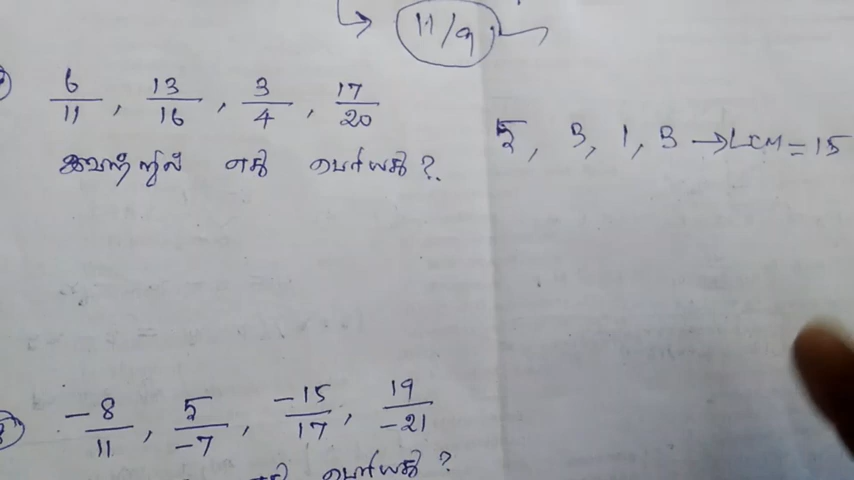 11/9
6/11, 13/16, 3/4, 17/20
இவற்றில் எது பெரியது?
5, 3, 1, 3 → LCM = 15
-8/11, 5/-7, -15/17, 19/-21
பெரியது?